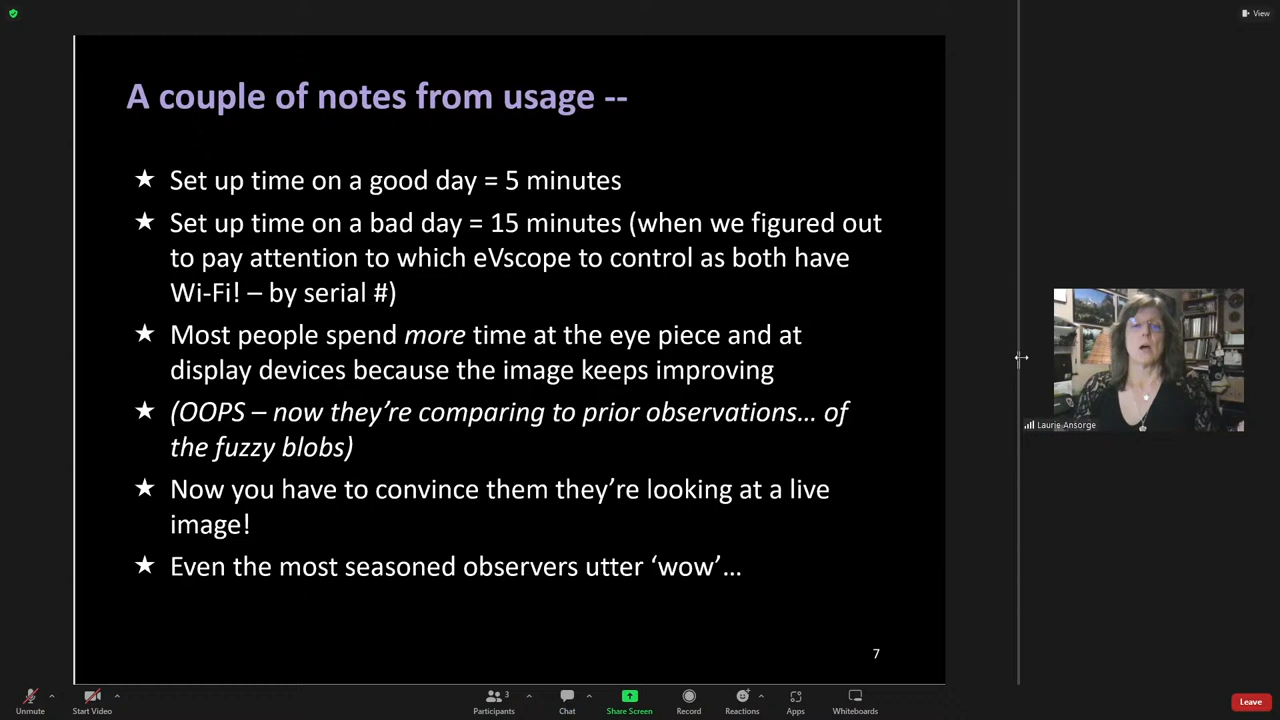 View
A couple of notes from usage --
★ Set up time on a good day = 5 minutes
★ Set up time on a bad day = 15 minutes (when we figured out
to pay attention to which eVscope to control as both have
Wi-Fi! – by serial #)
★ Most people spend more time at the eye piece and at
display devices because the image keeps improving
★ (OOPS – now they’re comparing to prior observations… of
the fuzzy blobs)
★ Now you have to convince them they’re looking at a live
image!
★ Even the most seasoned observers utter ‘wow’…
7
Laurie Ansorge
Unmute
Start Video
Participants 3
Chat
Share Screen
Record
Reactions
Apps
Whiteboards
Leave